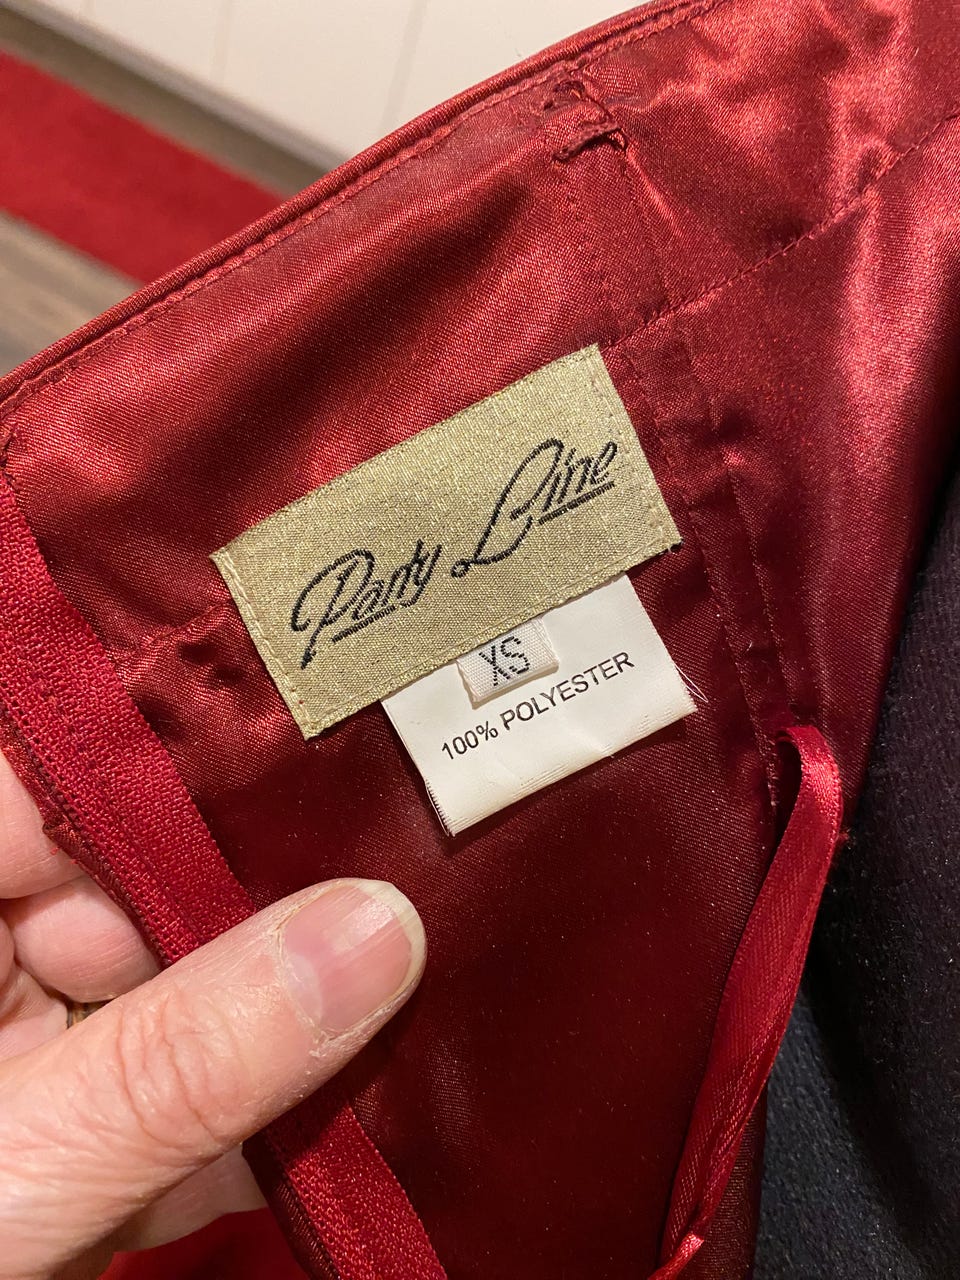 Party Line
XS
100% POLYESTER